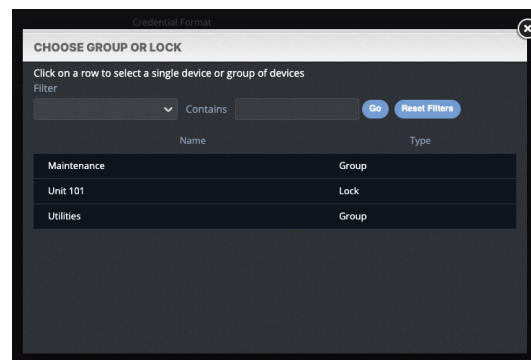 Credential Format
CHOOSE GROUP OR LOCK
Click on a row to select a single device or group of devices
Filter
Contains Go Reset Filters
Name Type
Maintenance Group
Unit 101 Lock
Utilities Group